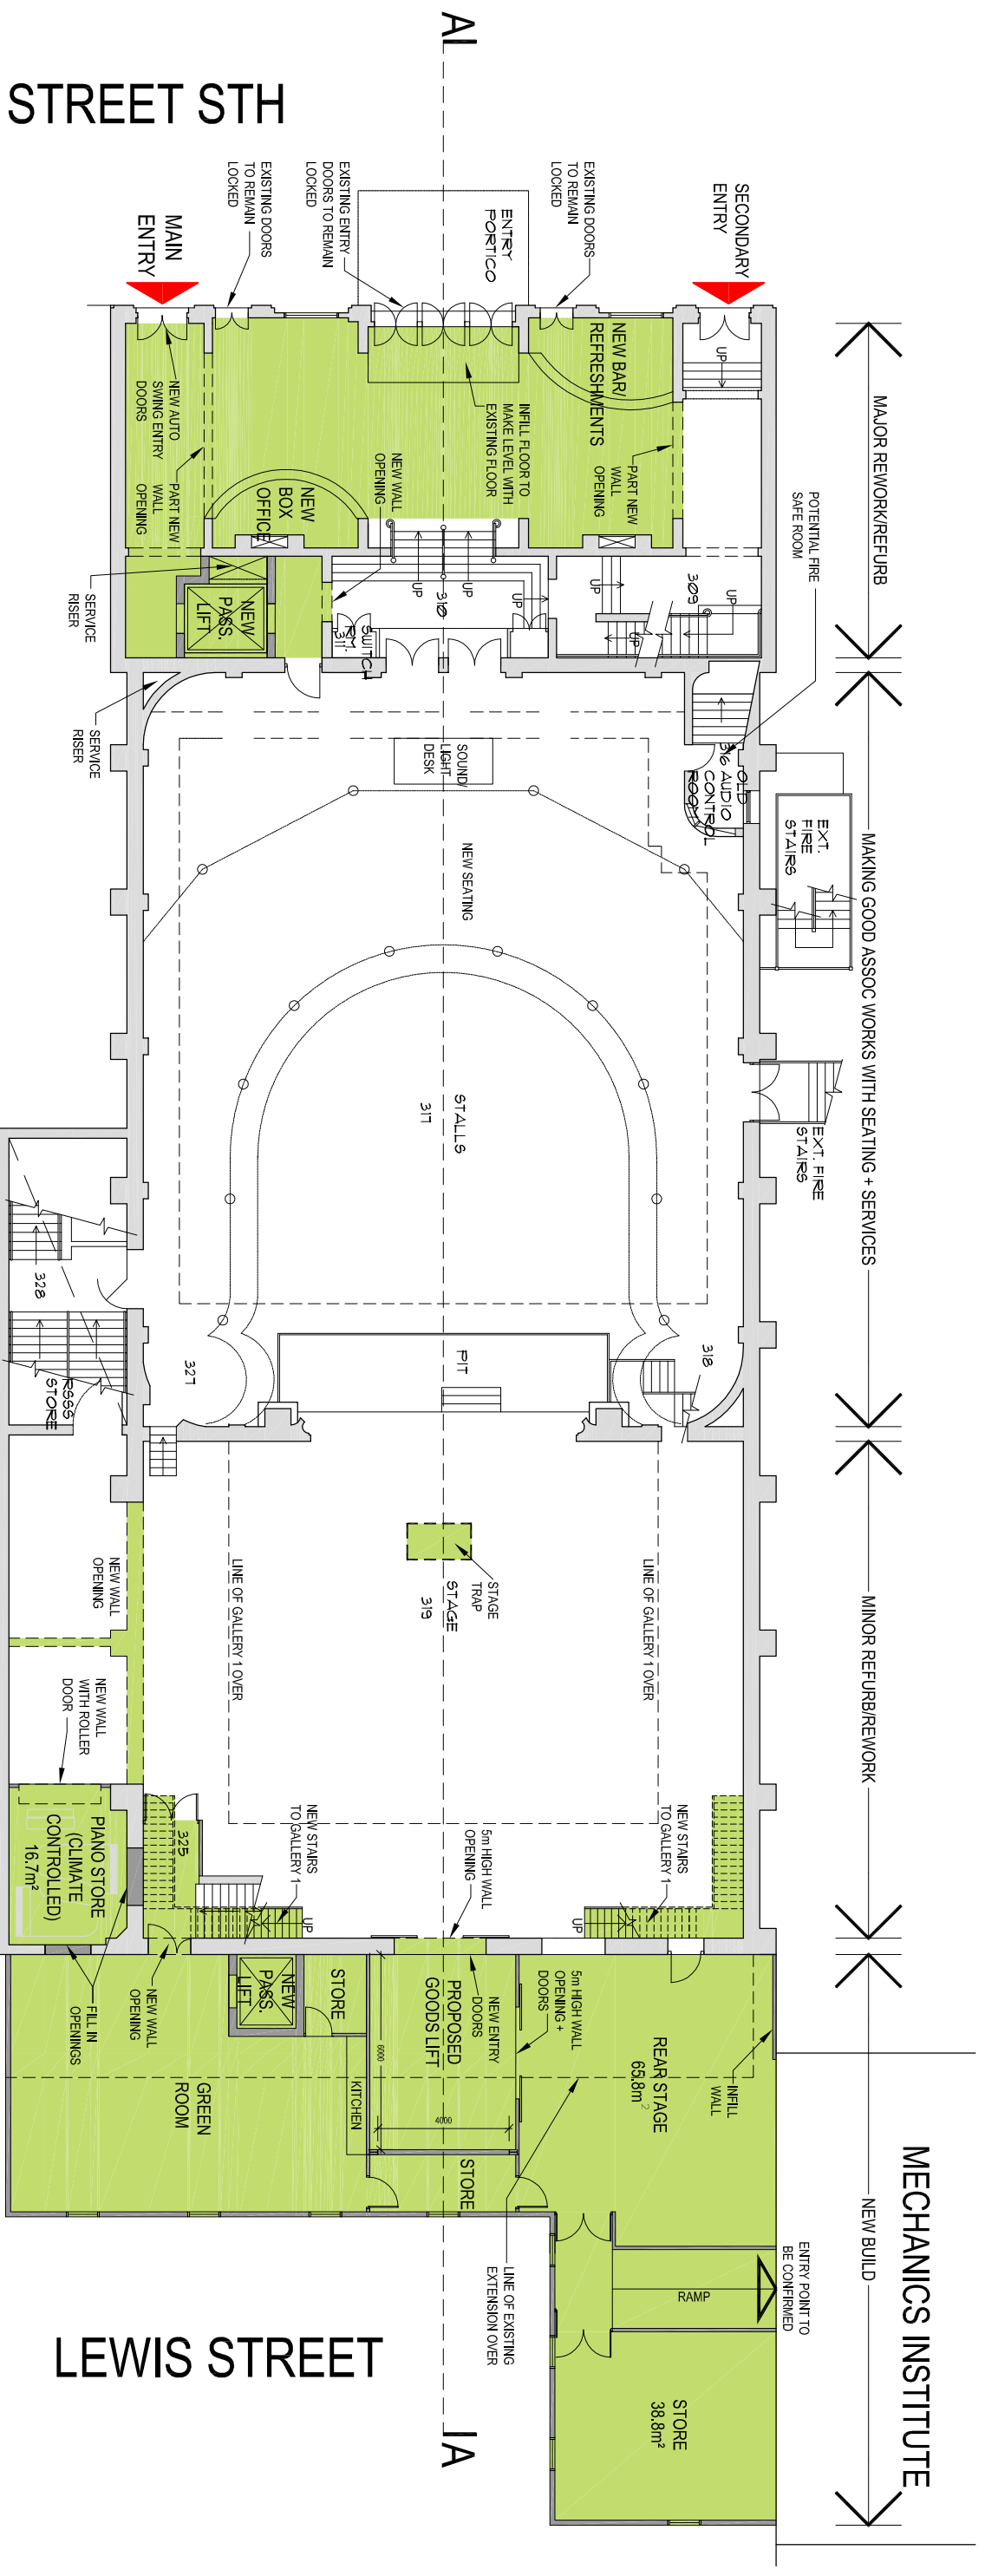 A
STREET STH
EXISTING DOORS
TO REMAIN
LOCKED
EXISTING ENTRY
DOORS TO REMAIN
LOCKED
EXISTING DOORS
TO REMAIN
LOCKED
SECONDARY
ENTRY
ENTRY
PORTICO
MAIN
ENTRY
MAJOR REWORK/REFURB
UP
NEW BAR/
REFRESHMENTS
INFILL FLOOR TO
MAKE LEVEL WITH
EXISTING FLOOR
NEW AUTO
SWING ENTRY
DOORS
PART NEW
WALL
OPENING
PART NEW
WALL
OPENING
NEW WALL
OPENING
NEW
BOX
OFFICE
POTENTIAL FIRE
SAFE ROOM
SERVICE
RISER
NEW
PASS.
LIFT
UP
UP
310
UP
SWITCH
RM.
311
UP
309
UP
UP
SERVICE
RISER
SOUND/
LIGHT
DESK
OLD
316 AUDIO
CONTROL
ROOM
EXT.
FIRE
STAIRS
MAKING GOOD ASSOC WORKS WITH SEATING + SERVICES
NEW SEATING
STALLS
317
EXT. FIRE
STAIRS
328
RSSS
STORE
327
PIT
318
MINOR REFURB/REWORK
STAGE
TRAP
STAGE
319
LINE OF GALLERY 1 OVER
LINE OF GALLERY 1 OVER
NEW WALL
OPENING
NEW WALL
WITH ROLLER
DOOR
PIANO STORE
(CLIMATE
CONTROLLED)
16.7m²
325
NEW STAIRS
TO GALLERY 1
UP
5m HIGH WALL
OPENING
NEW STAIRS
TO GALLERY 1
UP
FILL IN
OPENINGS
NEW WALL
OPENING
NEW
PASS.
LIFT
STORE
NEW ENTRY
DOORS
PROPOSED
GOODS LIFT
6000
4000
5m HIGH WALL
OPENING +
DOORS
REAR STAGE
65.8m²
INFILL
WALL
KITCHEN
GREEN
ROOM
STORE
LINE OF EXISTING
EXTENSION OVER
NEW BUILD
MECHANICS INSTITUTE
ENTRY POINT TO
BE CONFIRMED
RAMP
STORE
38.8m²
LEWIS STREET
A